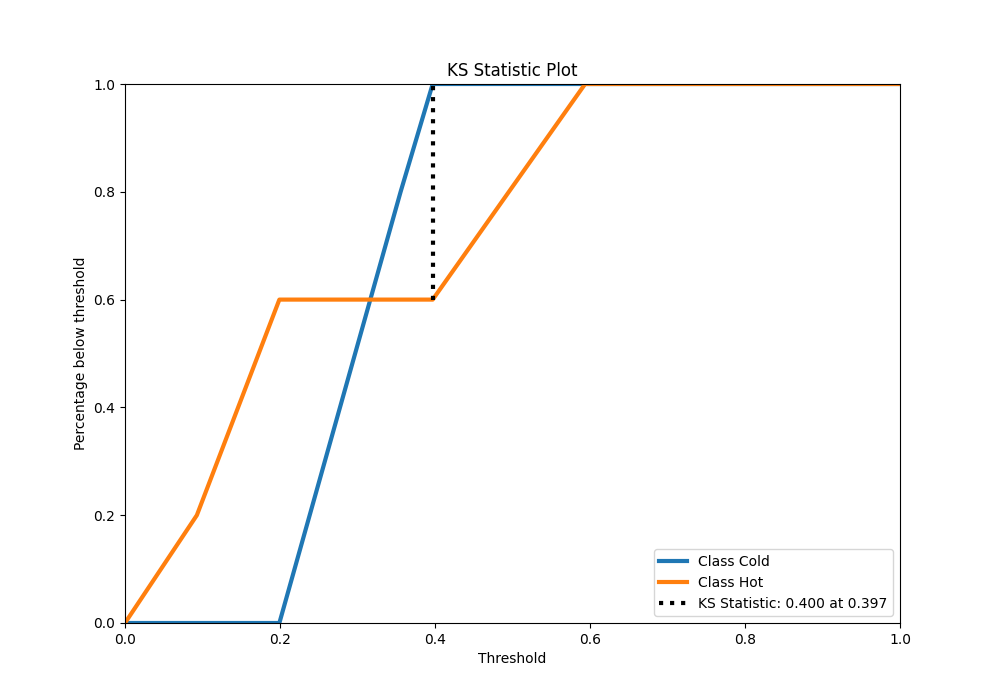 KS Statistic Plot
1.0
0.8
0.6
0.4
0.2
0.0
Percentage below threshold
0.0 0.2 0.4 0.6 0.8 1.0
Threshold
Class Cold
Class Hot
KS Statistic: 0.400 at 0.397